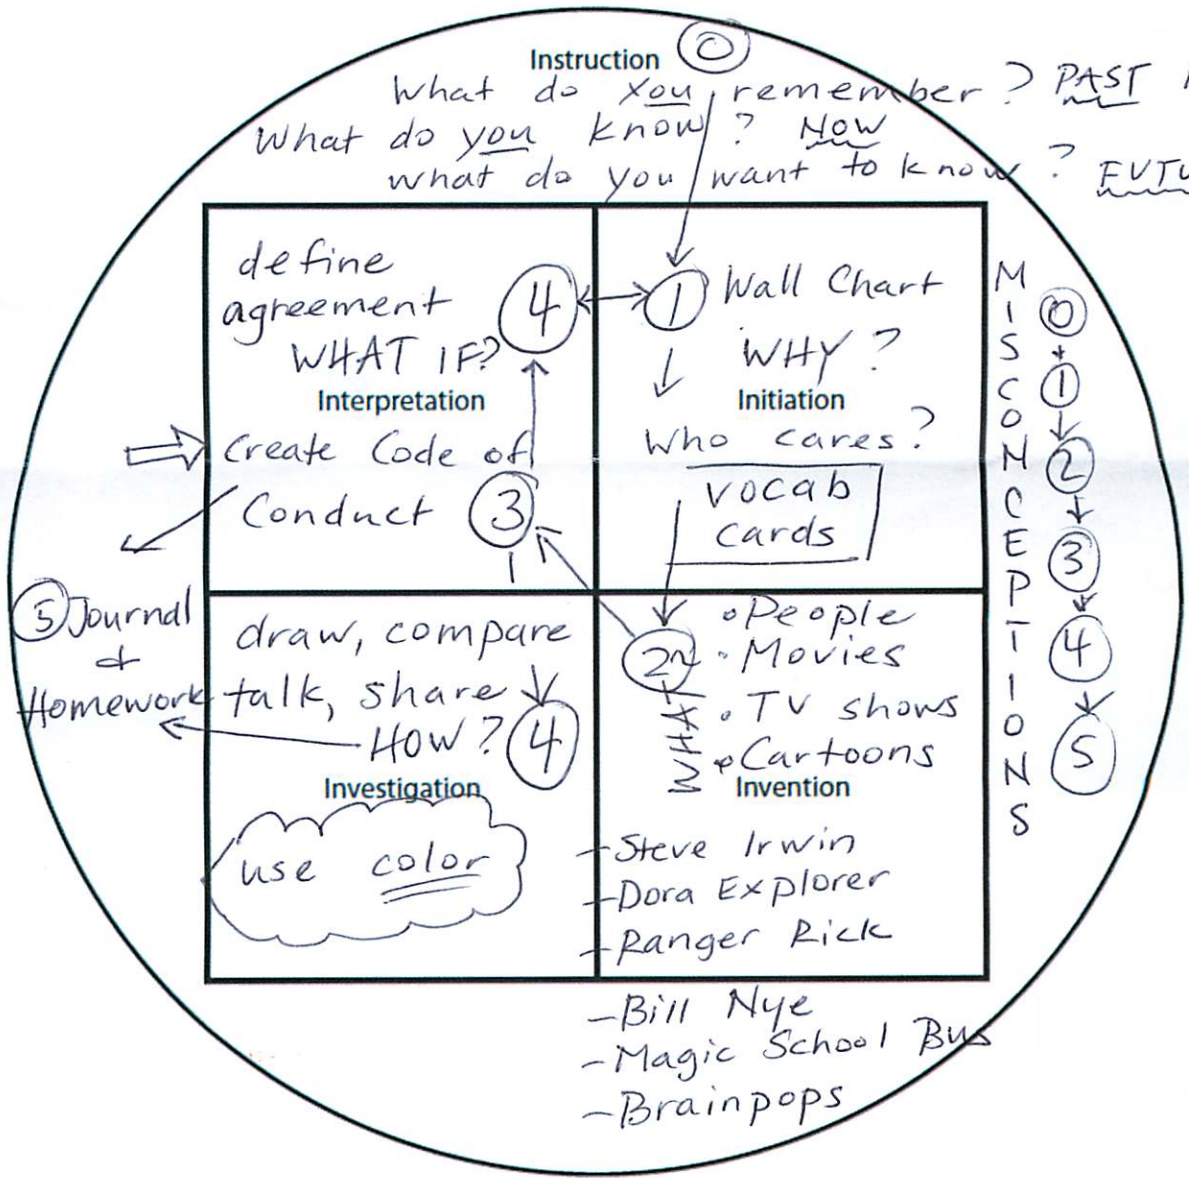 Instruction 0
What do you remember? PAST
What do you know? NOW
what do you want to know?
define
agreement
WHAT IF?
4
Interpretation
Create Code of
Conduct 3
1 Wall Chart
WHY?
Initiation
Who cares?
vocab
cards
5 Journal
+
Homework
draw, compare
talk, share
HOW? 4
Investigation
use color
2
WHAT
• People
• Movies
• TV shows
• Cartoons
Invention
- Steve Irwin
- Dora Explorer
- Ranger Rick
- Bill Nye
- Magic School Bus
- Brainpops
MISCONCEPTIONS
0
1
2
3
4
5